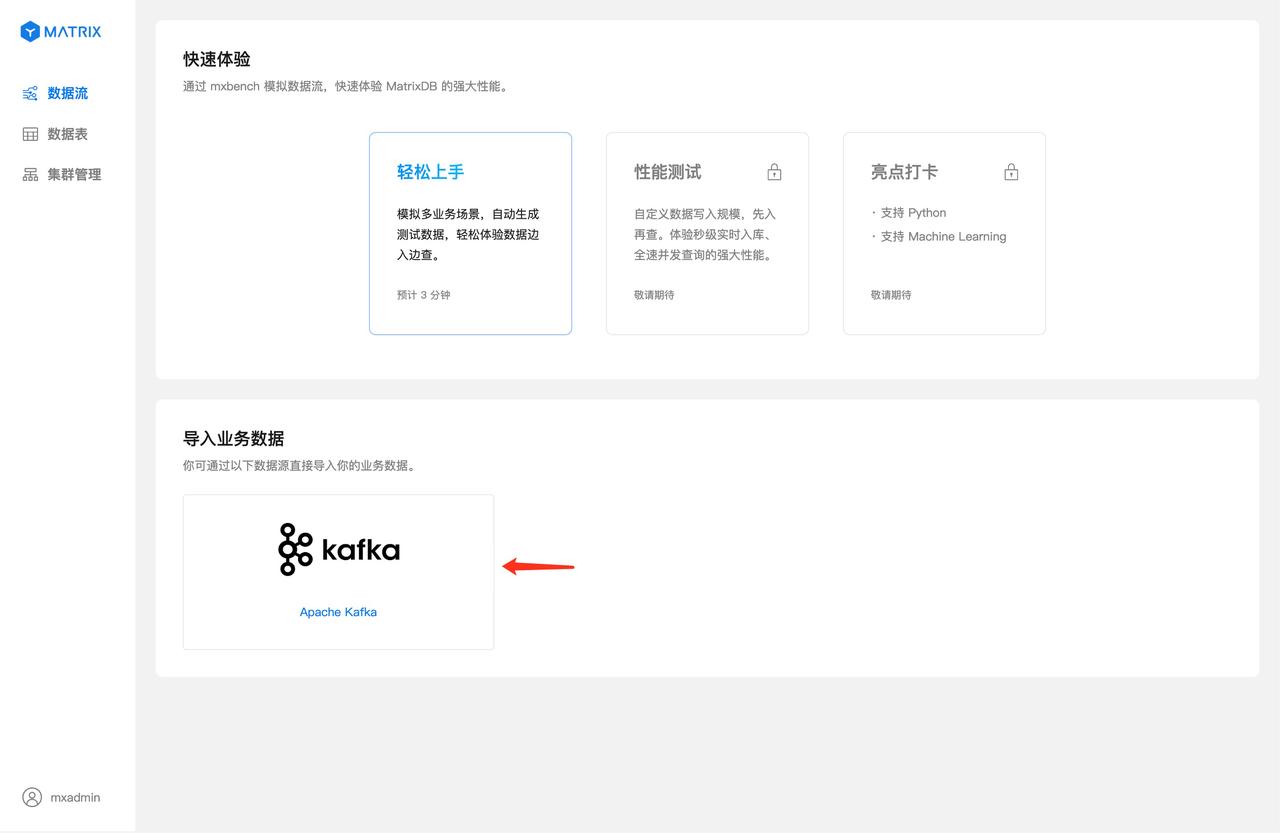 MATRIX
数据流
数据表
集群管理
mxadmin
快速体验
通过 mxbench 模拟数据流，快速体验 MatrixDB 的强大性能。
轻松上手
模拟多业务场景，自动生成
测试数据，轻松体验数据边
入边查。
预计 3 分钟
性能测试
自定义数据写入规模，先入
再查。体验秒级实时入库、
全速并发查询的强大性能。
敬请期待
亮点打卡
· 支持 Python
· 支持 Machine Learning
敬请期待
导入业务数据
你可通过以下数据源直接导入你的业务数据。
kafka
Apache Kafka